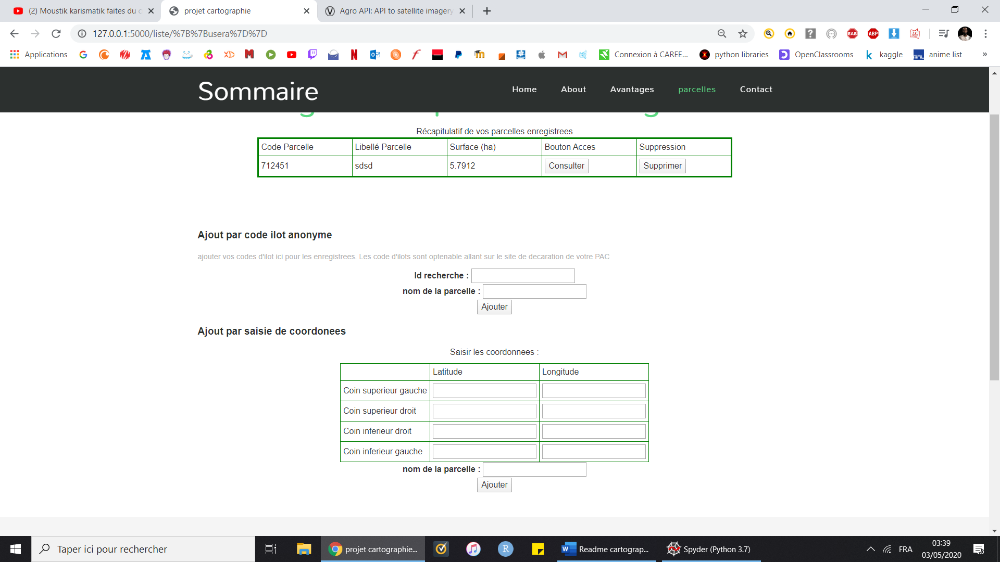 (2) Moustik karismatik faites du c
projet cartographie
Agro API: API to satellite imagery
127.0.0.1:5000/liste/%7B%7Busera%7D%7D
Applications
Connexion à CAREE...
python libraries
OpenClassrooms
kaggle
anime list
»
Sommaire
Home
About
Avantages
parcelles
Contact
Récapitulatif de vos parcelles enregistrees
Code Parcelle Libellé Parcelle Surface (ha) Bouton Acces Suppression
712451 sdsd 5.7912 Consulter Supprimer
Ajout par code ilot anonyme
ajouter vos codes d'ilot ici pour les enregistrees. Les code d'ilots sont optenable allant sur le site de decaration de votre PAC
Id recherche :
nom de la parcelle :
Ajouter
Ajout par saisie de coordonees
Saisir les coordonnees :
Latitude Longitude
Coin superieur gauche
Coin superieur droit
Coin inferieur droit
Coin inferieur gauche
nom de la parcelle :
Ajouter
Taper ici pour rechercher
projet cartographie...
Readme cartograp...
Spyder (Python 3.7)
FRA
03:39
03/05/2020